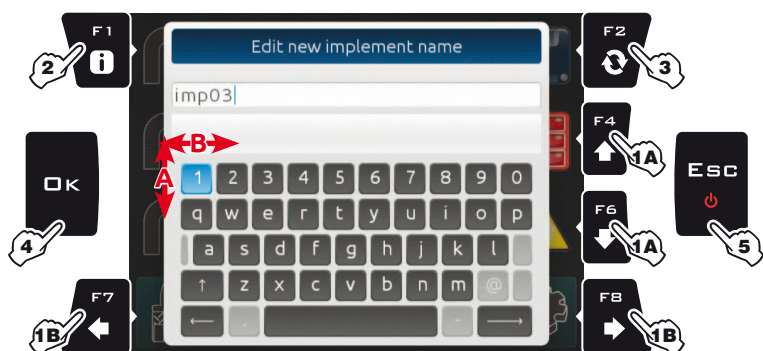 F1
Edit new implement name
F2
i
2
3
imp03
F4
B
1A
A
1 2 3 4 5 6 7 8 9 0
OK
ESC
q w e r t y u i o p
F6
a s d f g h j k l
4
1A
5
↑ z x c v b n m @
F7
F8
← . - →
1B
1B